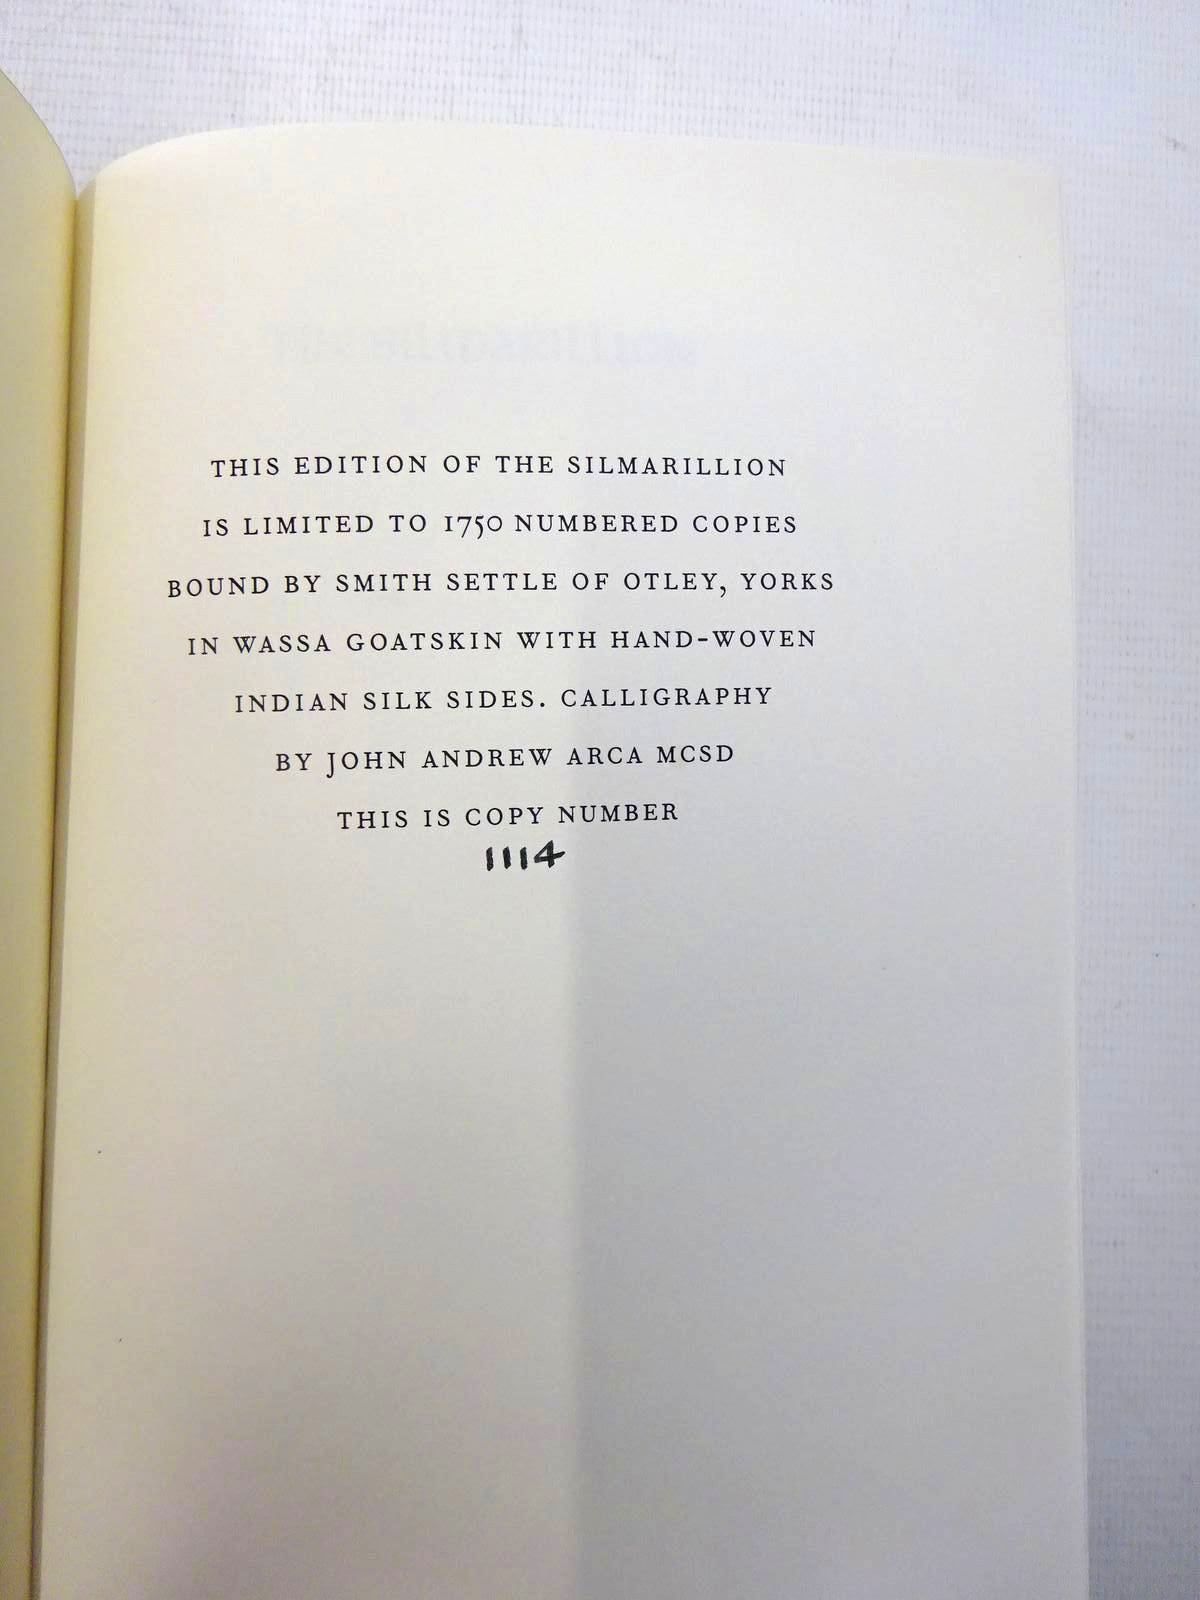 THIS EDITION OF THE SILMARILLION
IS LIMITED TO 1750 NUMBERED COPIES
BOUND BY SMITH SETTLE OF OTLEY, YORKS
IN WASSA GOATSKIN WITH HAND-WOVEN
INDIAN SILK SIDES. CALLIGRAPHY
BY JOHN ANDREW ARCA MCSD
THIS IS COPY NUMBER
1114